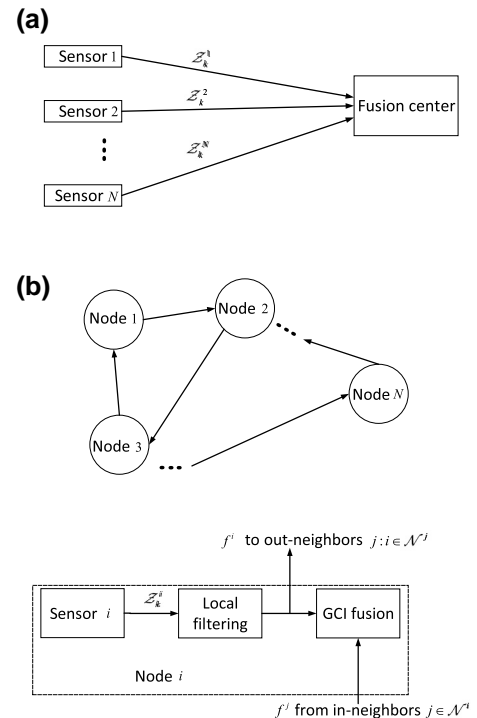 (a)
Sensor 1
Sensor 2
Sensor N
Fusion center
(b)
Node 1
Node 2
Node 3
Node N
f^i to out-neighbors j : i ∈ 𝒩^j
Sensor i
Local
filtering
GCI fusion
Node i
f^j from in-neighbors j ∈ 𝒩^i